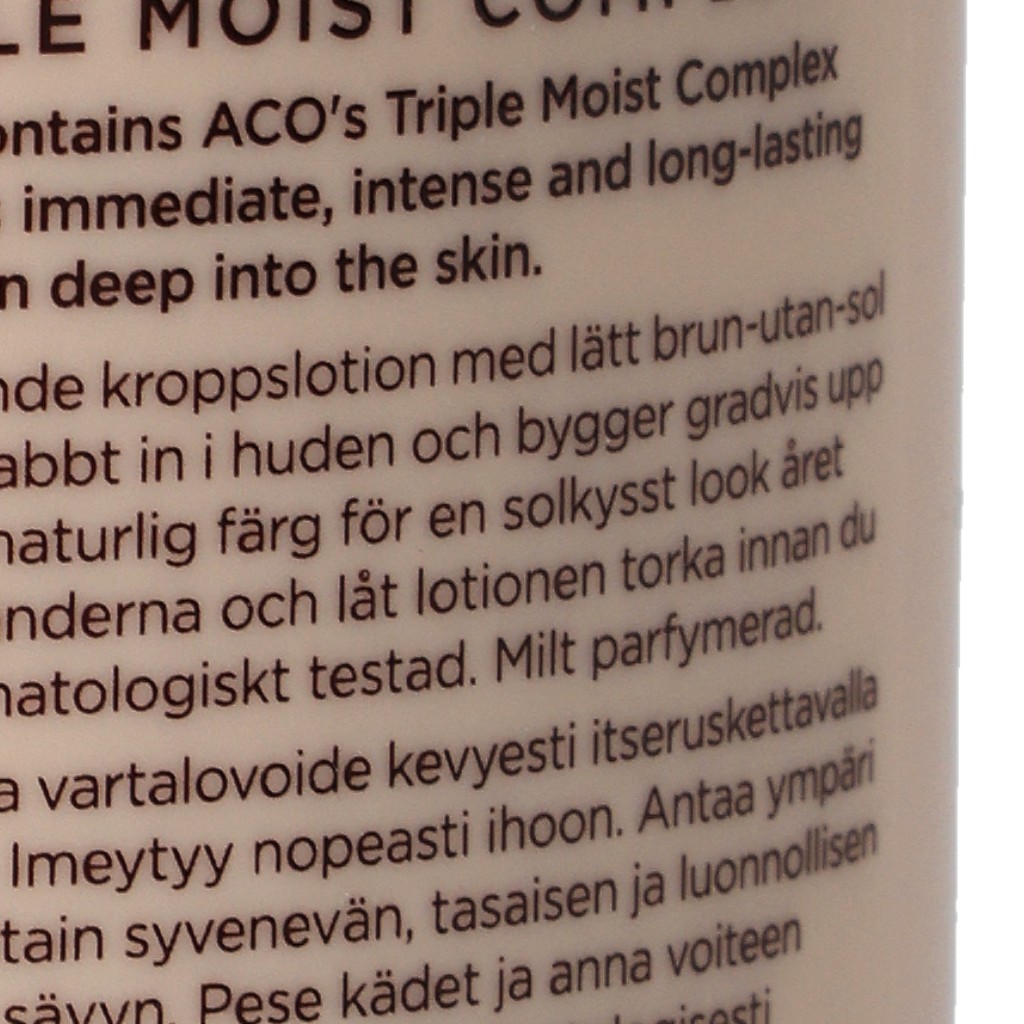 LE MOIST COMPLE
ontains ACO's Triple Moist Complex
immediate, intense and long-lasting
n deep into the skin.
nde kroppslotion med lätt brun-utan-sol
abbt in i huden och bygger gradvis upp
naturlig färg för en solkysst look året
nderna och låt lotionen torka innan du
matologiskt testad. Milt parfymerad.
a vartalovoide kevyesti itseruskettavalla
Imeytyy nopeasti ihoon. Antaa ympäri
tain syvenevän, tasaisen ja luonnollisen
sävyn. Pese kädet ja anna voiteen
logisesti